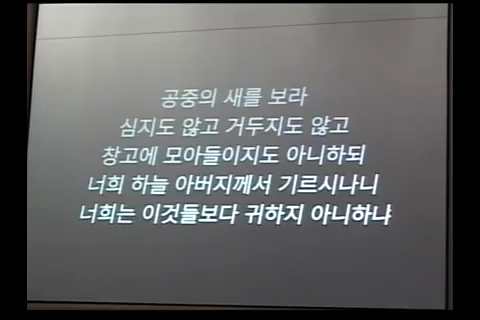 공중의 새를 보라
심지도 않고 거두지도 않고
창고에 모아들이지도 아니하되
너희 하늘 아버지께서 기르시나니
너희는 이것들보다 귀하지 아니하냐